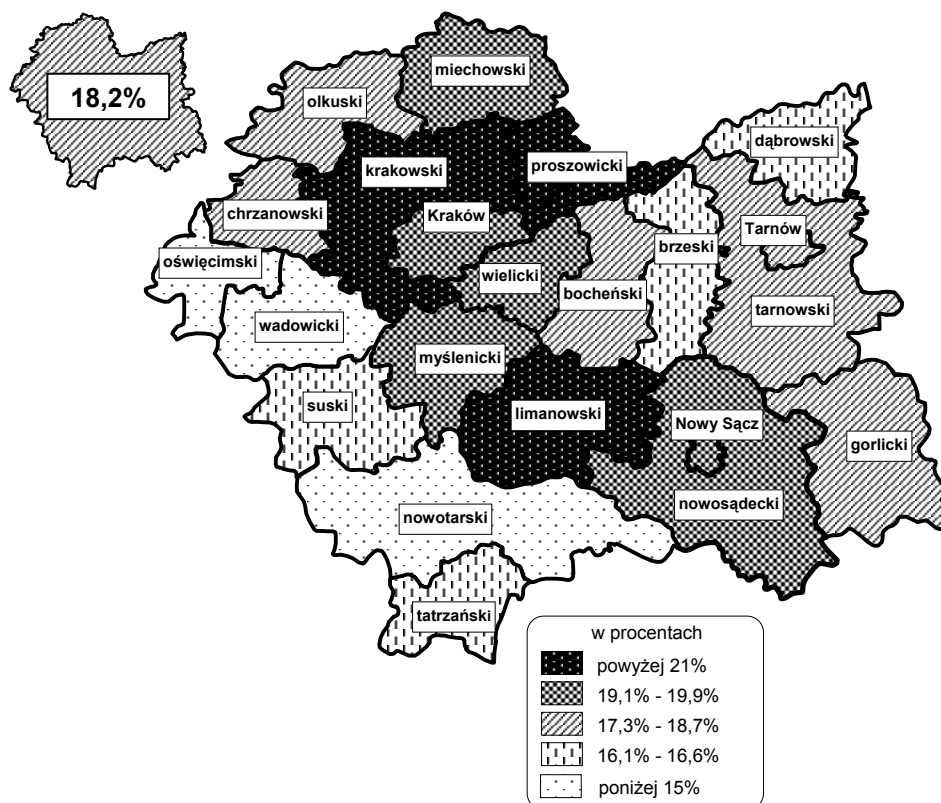 18,2%
miechowski
olkuski
dąbrowski
proszowicki
krakowski
chrzanowski
Kraków
Tarnów
brzeski
oświęcimski
wielicki
bocheński
tarnowski
wadowicki
myślenicki
suski
limanowski
Nowy Sącz
gorlicki
nowosądecki
nowotarski
tatrzański
w procentach
powyżej 21%
19,1% - 19,9%
17,3% - 18,7%
16,1% - 16,6%
poniżej 15%